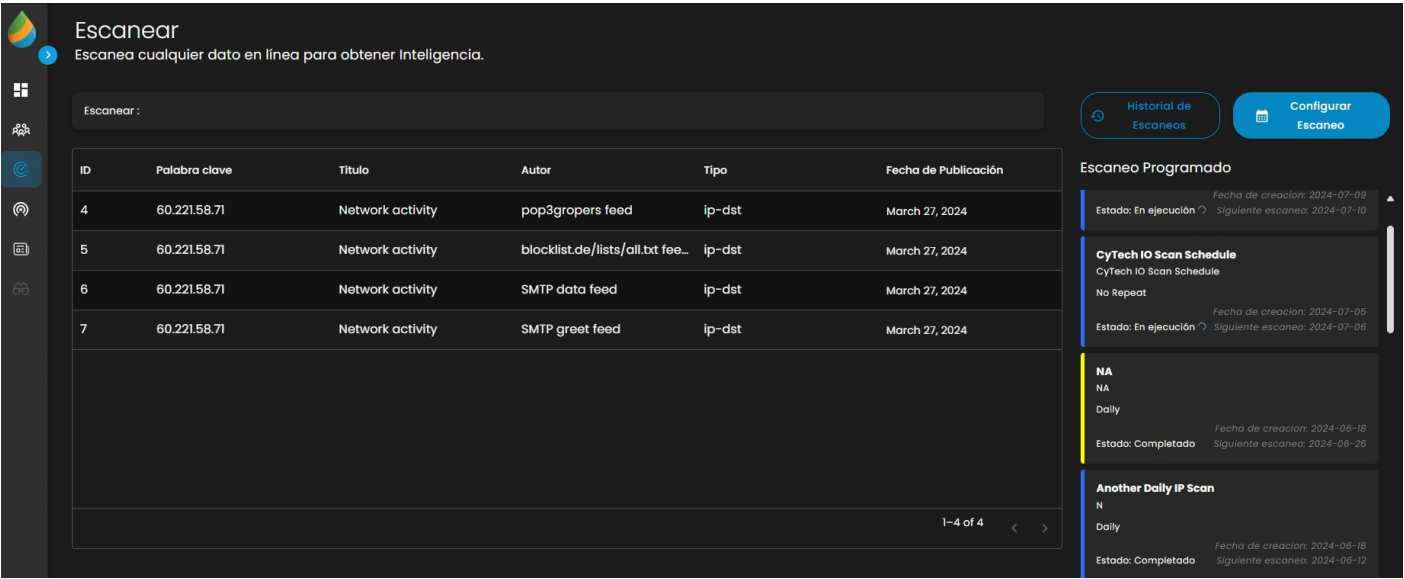 Escanear
Escanea cualquier dato en línea para obtener Inteligencia.
Escanear :
Historial de
Escaneos
Configurar
Escaneo
ID Palabra clave Titulo Autor Tipo Fecha de Publicación
4 60.221.58.71 Network activity pop3gropers feed ip-dst March 27, 2024
5 60.221.58.71 Network activity blocklist.de/lists/all.txt fee... ip-dst March 27, 2024
6 60.221.58.71 Network activity SMTP data feed ip-dst March 27, 2024
7 60.221.58.71 Network activity SMTP greet feed ip-dst March 27, 2024
1-4 of 4
Escaneo Programado
Fecha de creacion: 2024-07-09
Estado: En ejecución Siguiente escaneo: 2024-07-10
CyTech IO Scan Schedule
CyTech IO Scan Schedule
No Repeat
Fecha de creacion: 2024-07-05
Estado: En ejecución Siguiente escaneo: 2024-07-06
NA
NA
Daily
Fecha de creacion: 2024-06-18
Estado: Completado Siguiente escaneo: 2024-06-26
Another Daily IP Scan
N
Daily
Fecha de creacion: 2024-06-18
Estado: Completado Siguiente escaneo: 2024-06-12